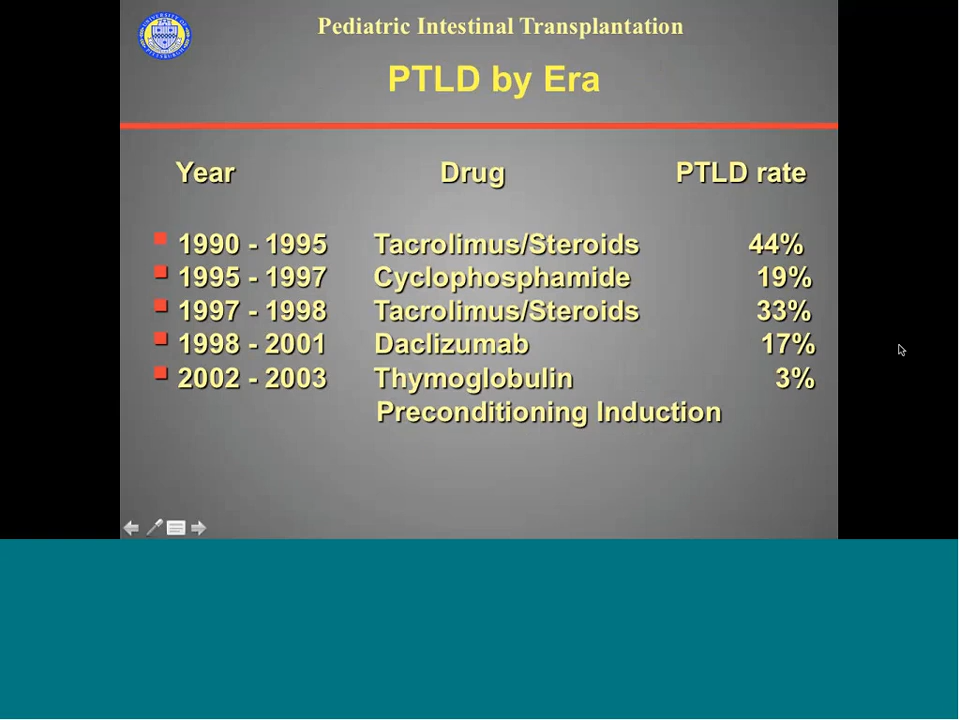 Pediatric Intestinal Transplantation
PTLD by Era
Year Drug PTLD rate
1990 - 1995 Tacrolimus/Steroids 44%
1995 - 1997 Cyclophosphamide 19%
1997 - 1998 Tacrolimus/Steroids 33%
1998 - 2001 Daclizumab 17%
2002 - 2003 Thymoglobulin 3%
Preconditioning Induction